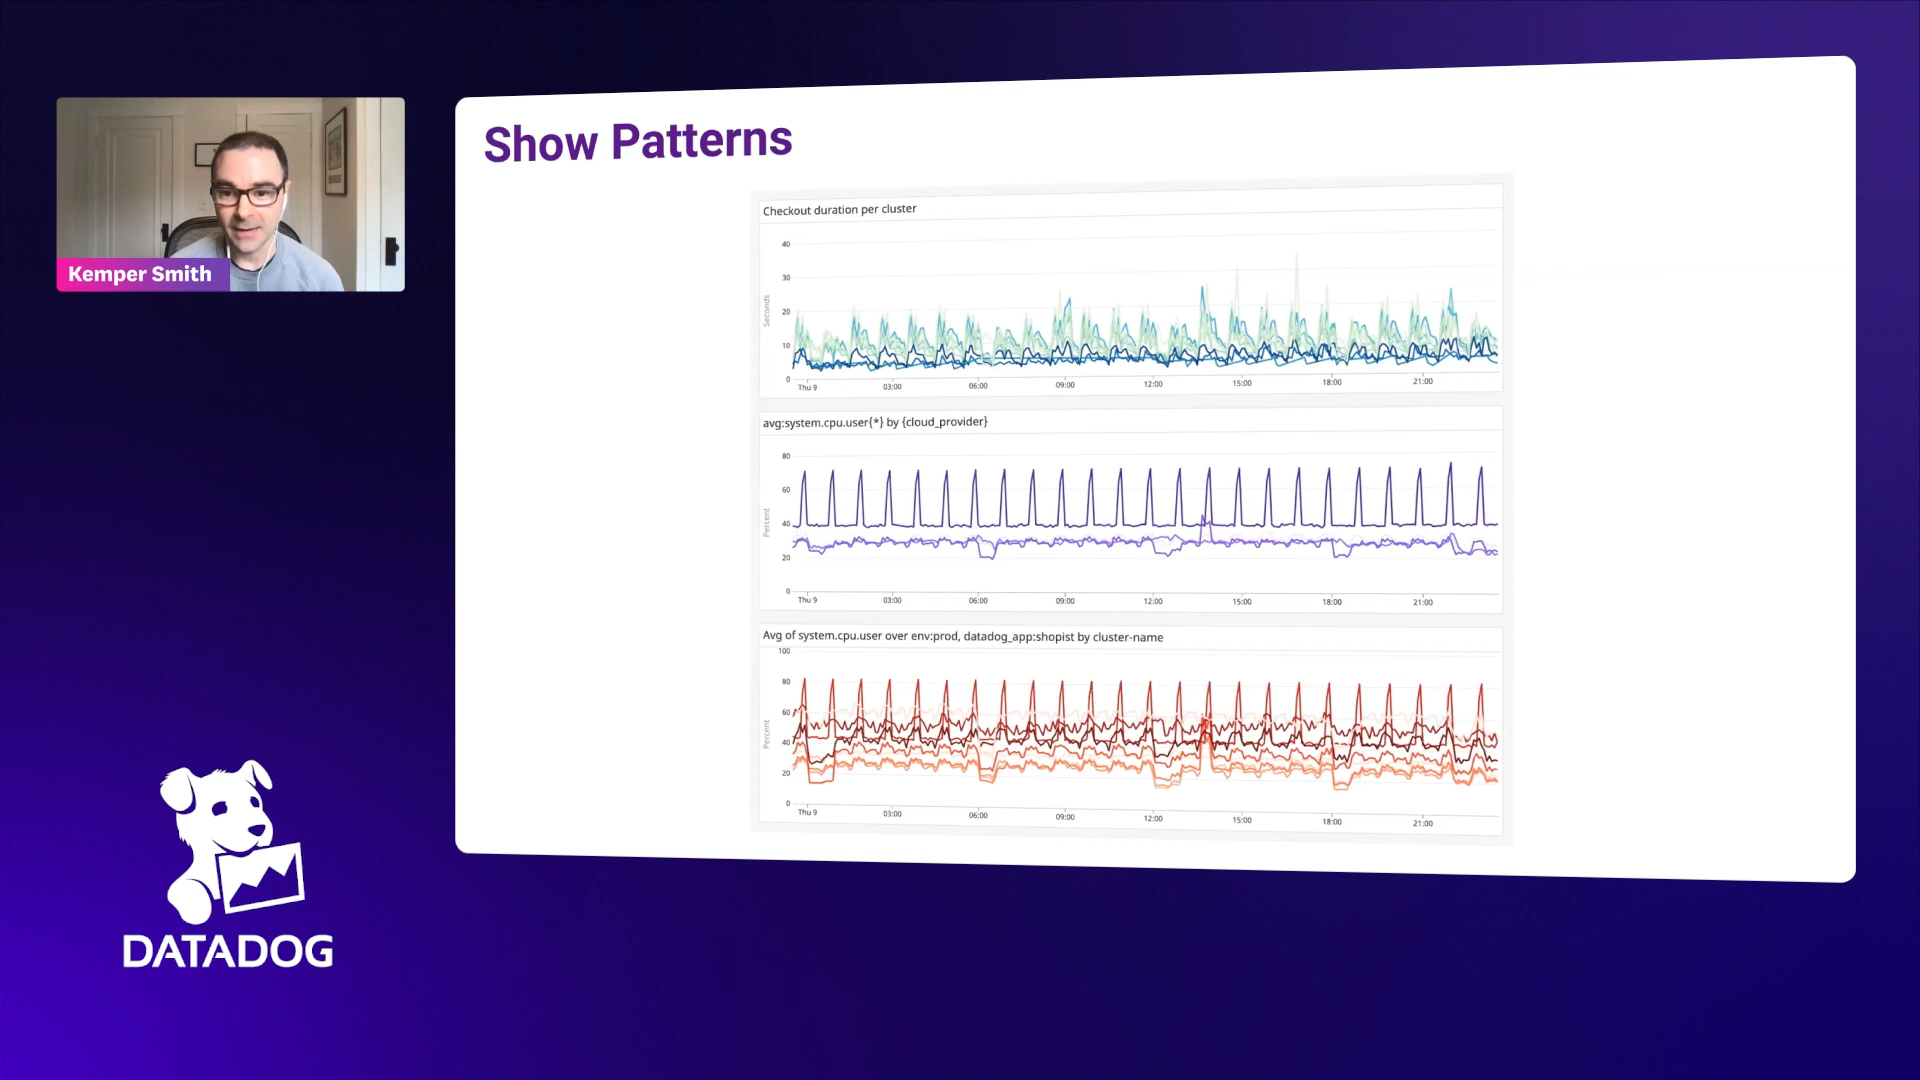 Show Patterns
Kemper Smith
Checkout duration per cluster
Seconds
40
30
20
10
0
Thu 9 03:00 06:00 09:00 12:00 15:00 18:00 21:00
avg:system.cpu.user{*} by {cloud_provider}
Percent
80
60
40
20
0
Thu 9 03:00 06:00 09:00 12:00 15:00 18:00 21:00
Avg of system.cpu.user over env:prod, datadog_app:shopist by cluster-name
Percent
100
80
60
40
20
0
Thu 9 03:00 06:00 09:00 12:00 15:00 18:00 21:00
DATADOG